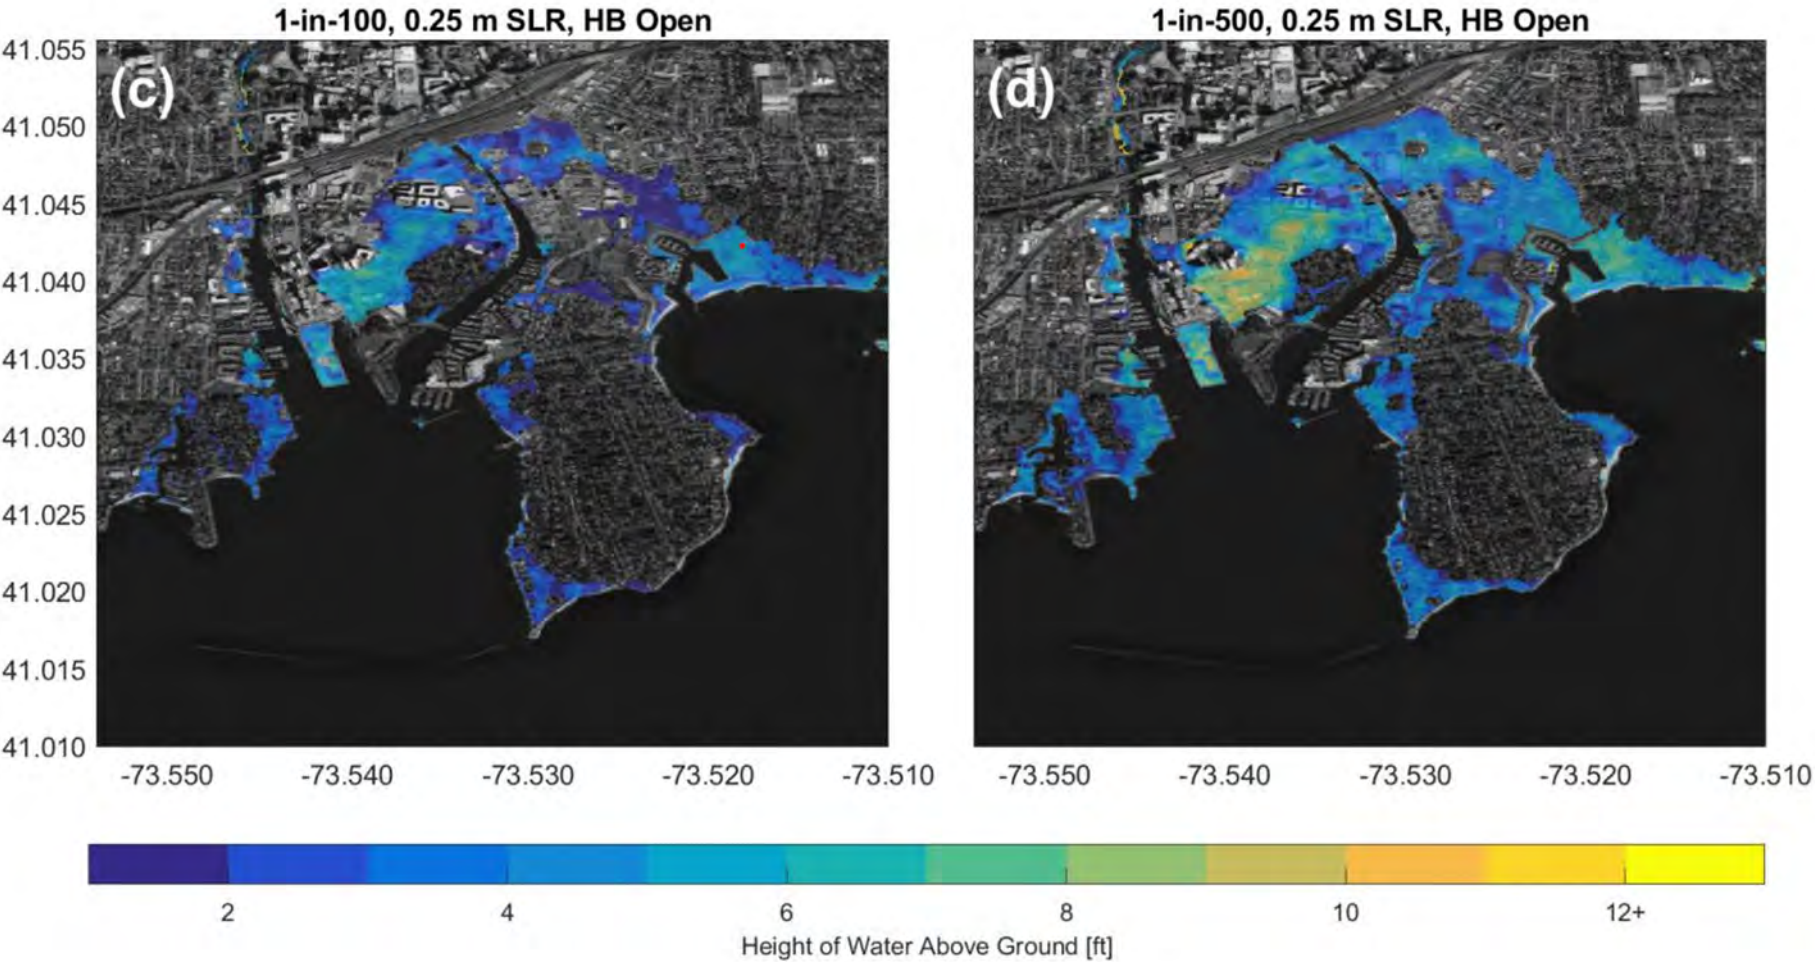 1-in-100, 0.25 m SLR, HB Open
1-in-500, 0.25 m SLR, HB Open
(c)
(d)
41.055
41.050
41.045
41.040
41.035
41.030
41.025
41.020
41.015
41.010
-73.550 -73.540 -73.530 -73.520 -73.510
-73.550 -73.540 -73.530 -73.520 -73.510
2 4 6 8 10 12+
Height of Water Above Ground [ft]